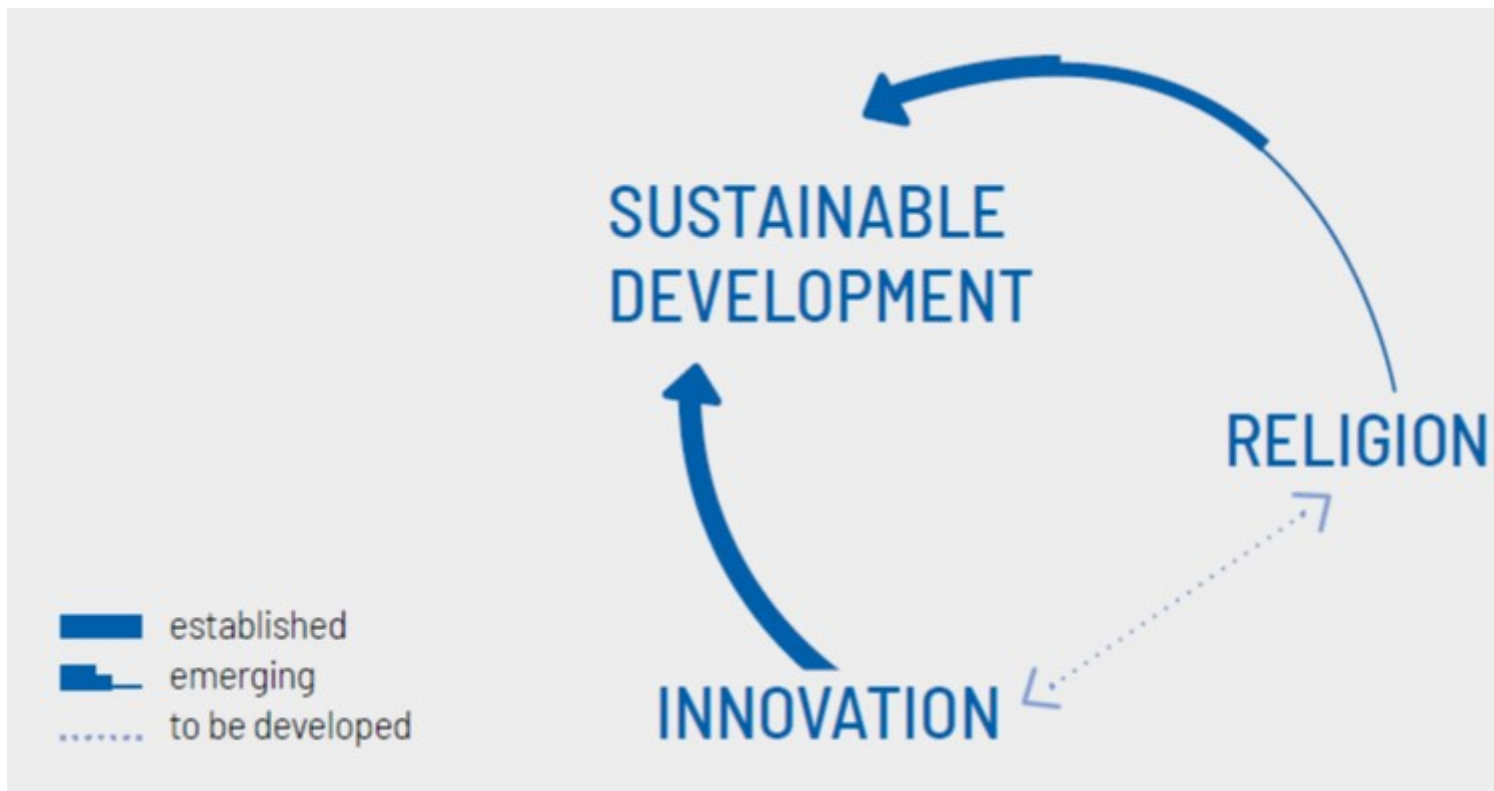 SUSTAINABLE
DEVELOPMENT
RELIGION
INNOVATION
established
emerging
to be developed